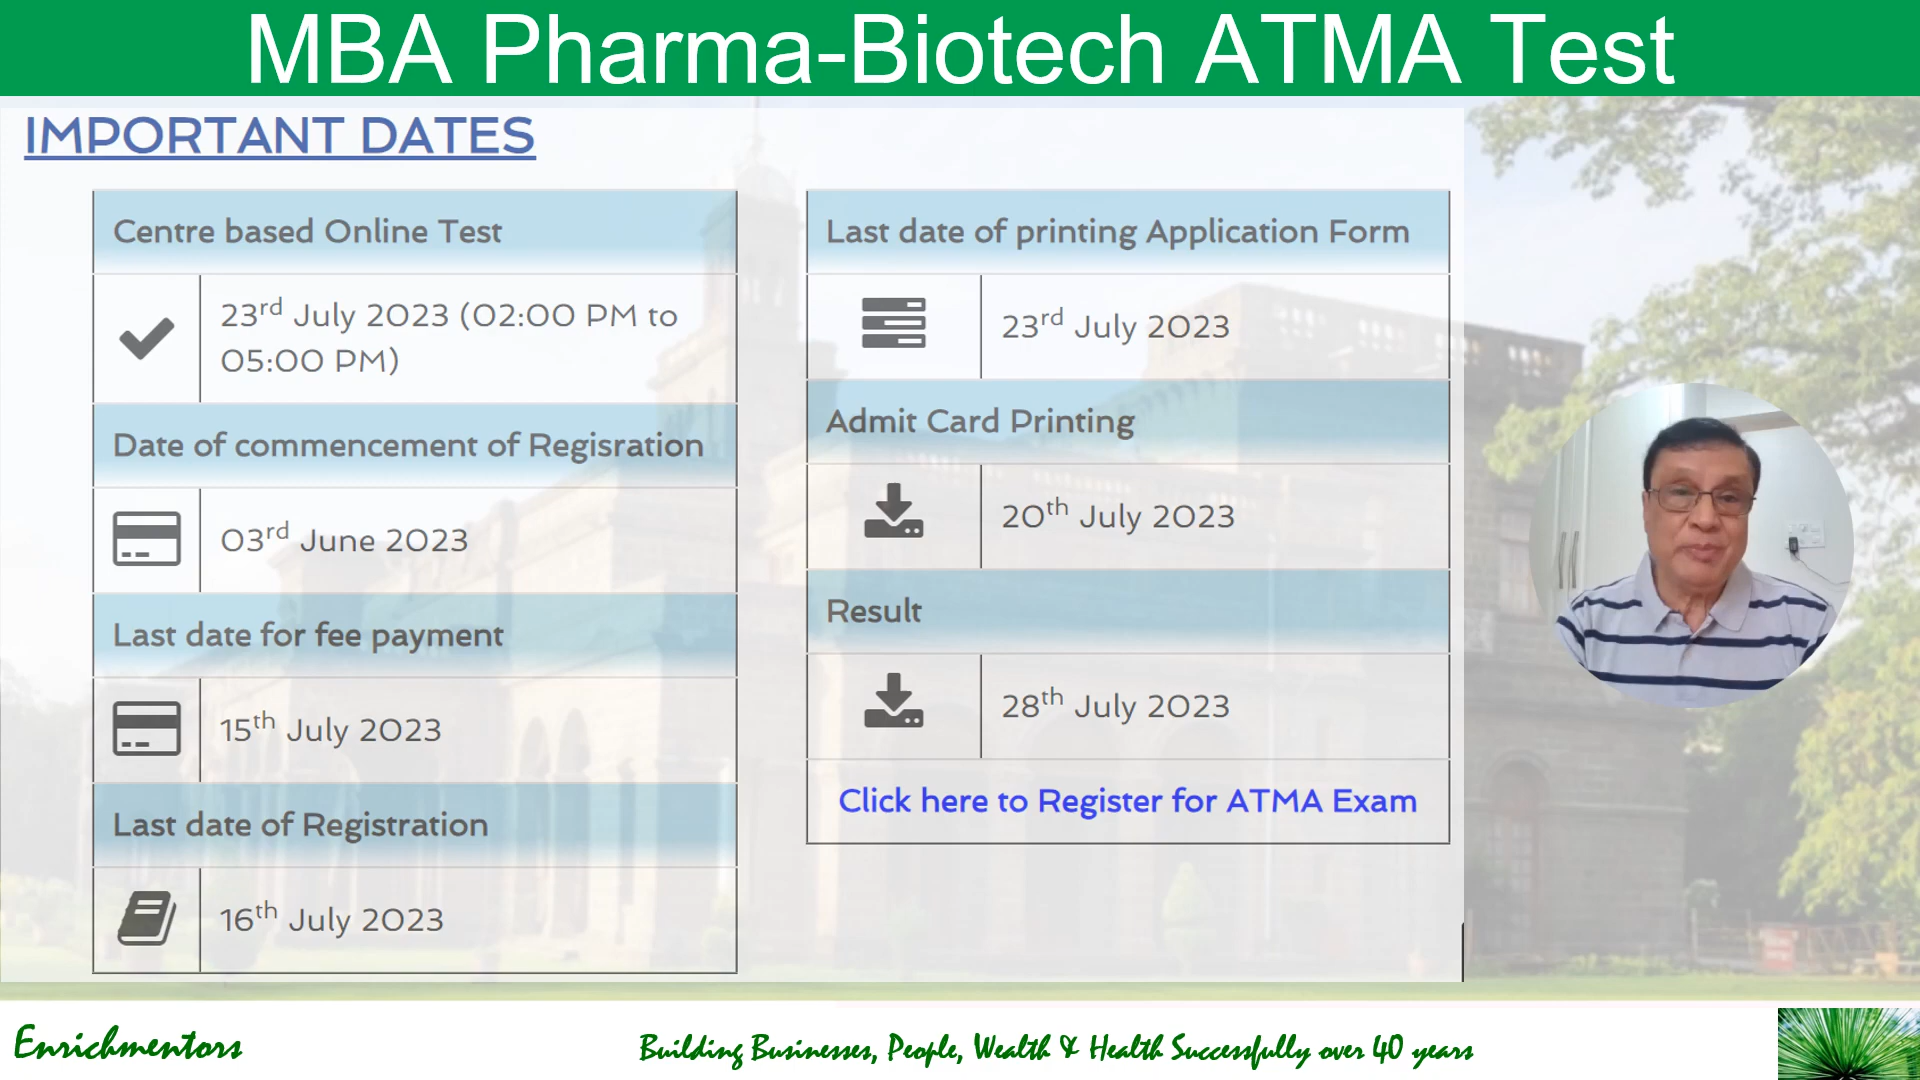 MBA Pharma-Biotech ATMA Test
IMPORTANT DATES
Centre based Online Test
23rd July 2023 (02:00 PM to
05:00 PM)
Date of commencement of Regisration
03rd June 2023
Last date for fee payment
15th July 2023
Last date of Registration
16th July 2023
Last date of printing Application Form
23rd July 2023
Admit Card Printing
20th July 2023
Result
28th July 2023
Click here to Register for ATMA Exam
Enrichmentors
Building Businesses, People, Wealth & Health Successfully over 40 years